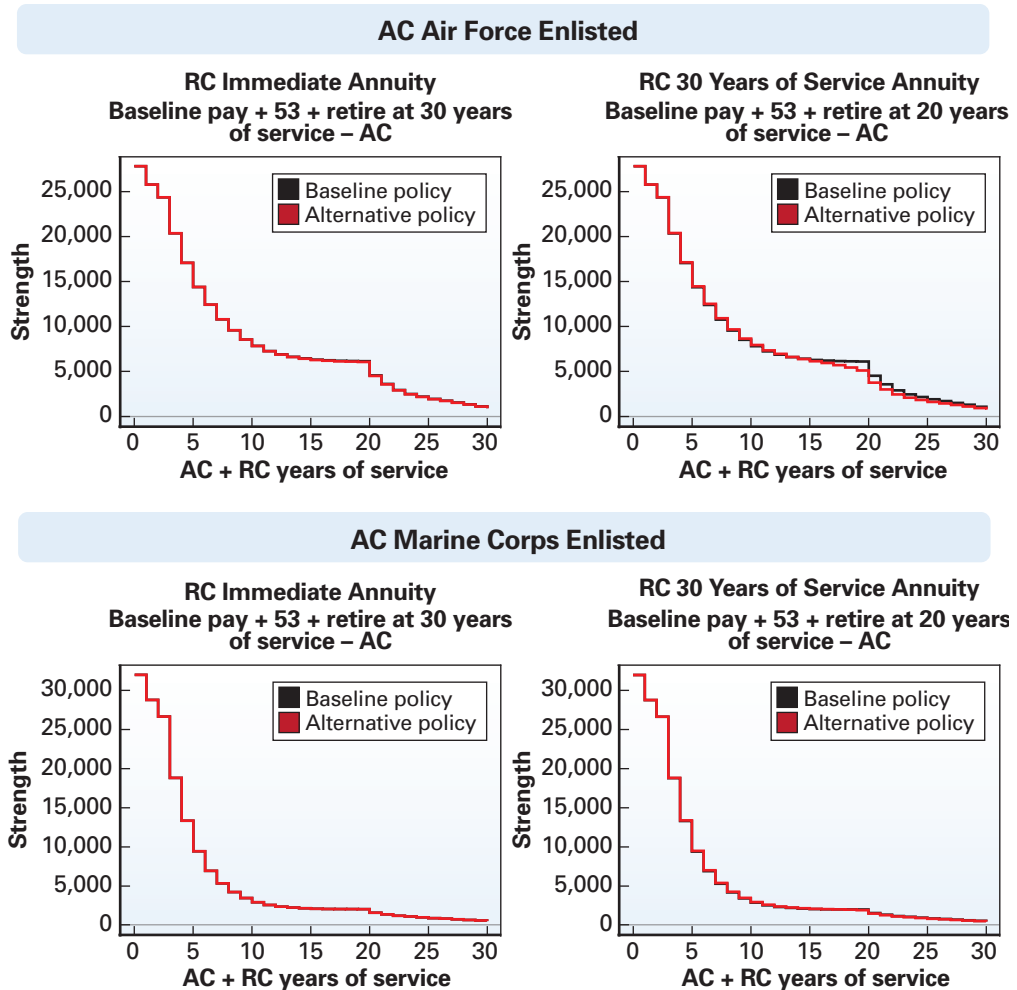 AC Air Force Enlisted
RC Immediate Annuity
Baseline pay + 53 + retire at 30 years
of service – AC
25,000
20,000
15,000
10,000
5,000
0
Strength
Baseline policy
Alternative policy
0 5 10 15 20 25 30
AC + RC years of service
RC 30 Years of Service Annuity
Baseline pay + 53 + retire at 20 years
of service – AC
25,000
20,000
15,000
10,000
5,000
0
Strength
Baseline policy
Alternative policy
0 5 10 15 20 25 30
AC + RC years of service
AC Marine Corps Enlisted
RC Immediate Annuity
Baseline pay + 53 + retire at 30 years
of service – AC
30,000
25,000
20,000
15,000
10,000
5,000
0
Strength
Baseline policy
Alternative policy
0 5 10 15 20 25 30
AC + RC years of service
RC 30 Years of Service Annuity
Baseline pay + 53 + retire at 20 years
of service – AC
30,000
25,000
20,000
15,000
10,000
5,000
0
Strength
Baseline policy
Alternative policy
0 5 10 15 20 25 30
AC + RC years of service